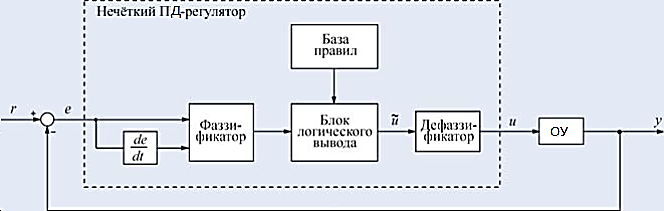 Нечёткий ПД-регулятор
База
правил
r
+
e
−
de
dt
Фаззи-
фикатор
Блок
логического
вывода
ũ
Дефаззи-
фикатор
u
ОУ
y